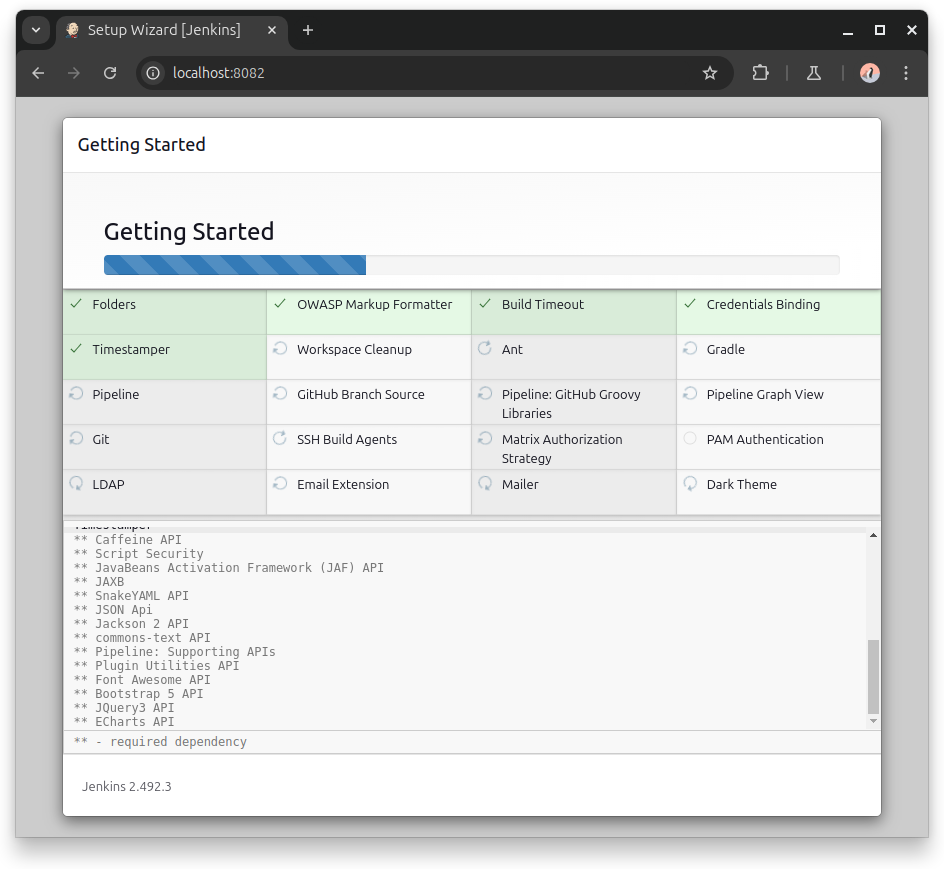 Setup Wizard [Jenkins]
localhost:8082
Getting Started
Getting Started
Folders
OWASP Markup Formatter
Build Timeout
Credentials Binding
Timestamper
Workspace Cleanup
Ant
Gradle
Pipeline
GitHub Branch Source
Pipeline: GitHub Groovy
Libraries
Pipeline Graph View
Git
SSH Build Agents
Matrix Authorization
Strategy
PAM Authentication
LDAP
Email Extension
Mailer
Dark Theme
Timestamper
** Caffeine API
** Script Security
** JavaBeans Activation Framework (JAF) API
** JAXB
** SnakeYAML API
** JSON Api
** Jackson 2 API
** commons-text API
** Pipeline: Supporting APIs
** Plugin Utilities API
** Font Awesome API
** Bootstrap 5 API
** JQuery3 API
** ECharts API
** - required dependency
Jenkins 2.492.3